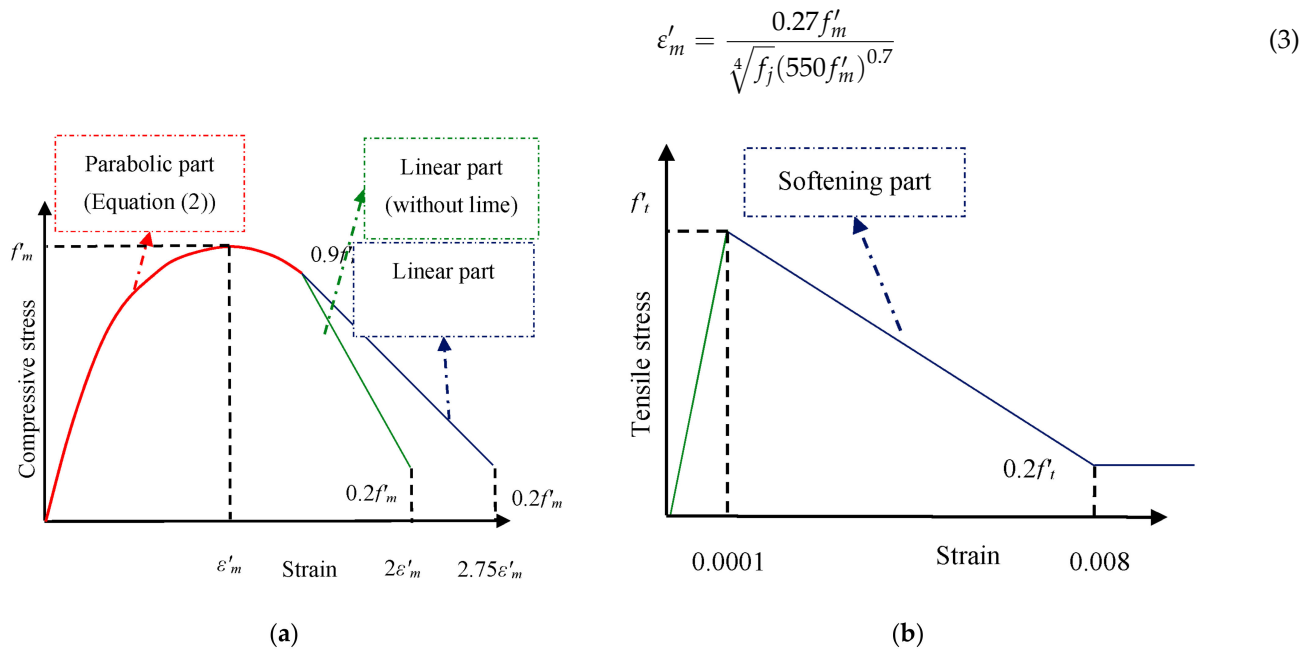 ε′m = 0.27f′m / ∜fj(550f′m)^0.7 (3)
Parabolic part
(Equation (2))
Linear part
(without lime)
Linear part
f′m
0.9f′
Compressive stress
0.2f′m
0.2f′m
ε′m
Strain
2ε′m
2.75ε′m
(a)
Softening part
f′t
Tensile stress
0.2f′t
0.0001
Strain
0.008
(b)